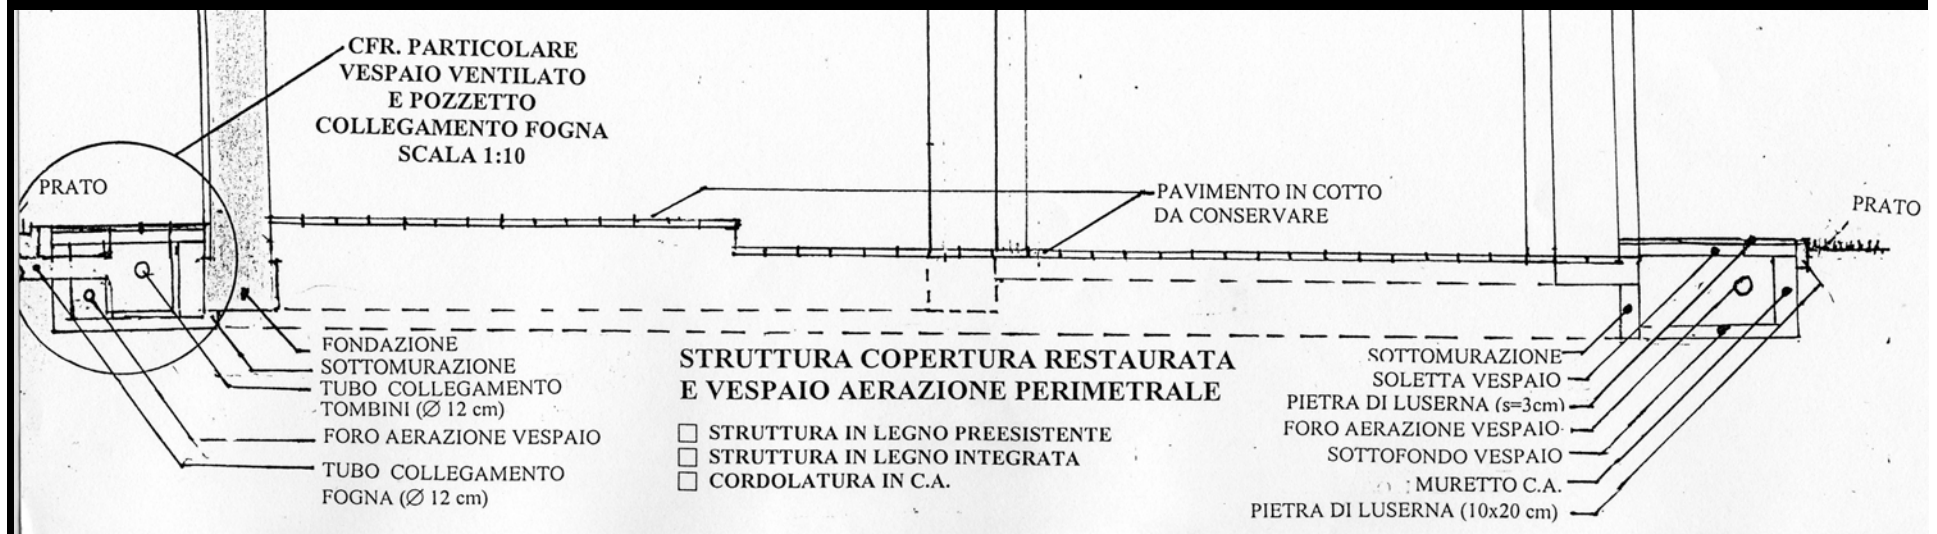 CFR. PARTICOLARE
VESPAIO VENTILATO
E POZZETTO
COLLEGAMENTO FOGNA
SCALA 1:10
PRATO
PAVIMENTO IN COTTO
DA CONSERVARE
PRATO
FONDAZIONE
SOTTOMURAZIONE
TUBO COLLEGAMENTO
TOMBINI (Ø 12 cm)
FORO AERAZIONE VESPAIO
TUBO COLLEGAMENTO
FOGNA (Ø 12 cm)
STRUTTURA COPERTURA RESTAURATA
E VESPAIO AERAZIONE PERIMETRALE
STRUTTURA IN LEGNO PREESISTENTE
STRUTTURA IN LEGNO INTEGRATA
CORDOLATURA IN C.A.
SOTTOMURAZIONE
SOLETTA VESPAIO
PIETRA DI LUSERNA (s=3cm)
FORO AERAZIONE VESPAIO
SOTTOFONDO VESPAIO
MURETTO C.A.
PIETRA DI LUSERNA (10x20 cm)